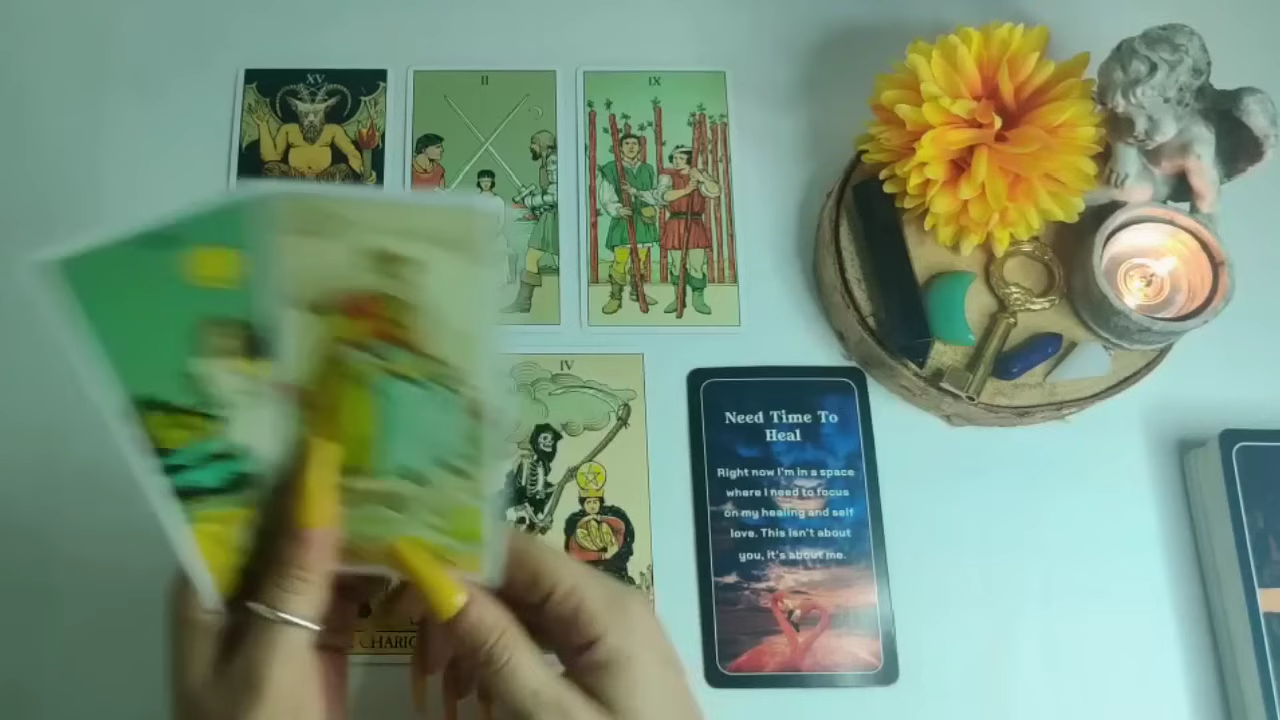 XV
II
IX
IV
Need Time To
Heal
Right now I'm in a space
where I need to focus
on my healing and self
love. This isn't about
you, it's about me.
CHARIO